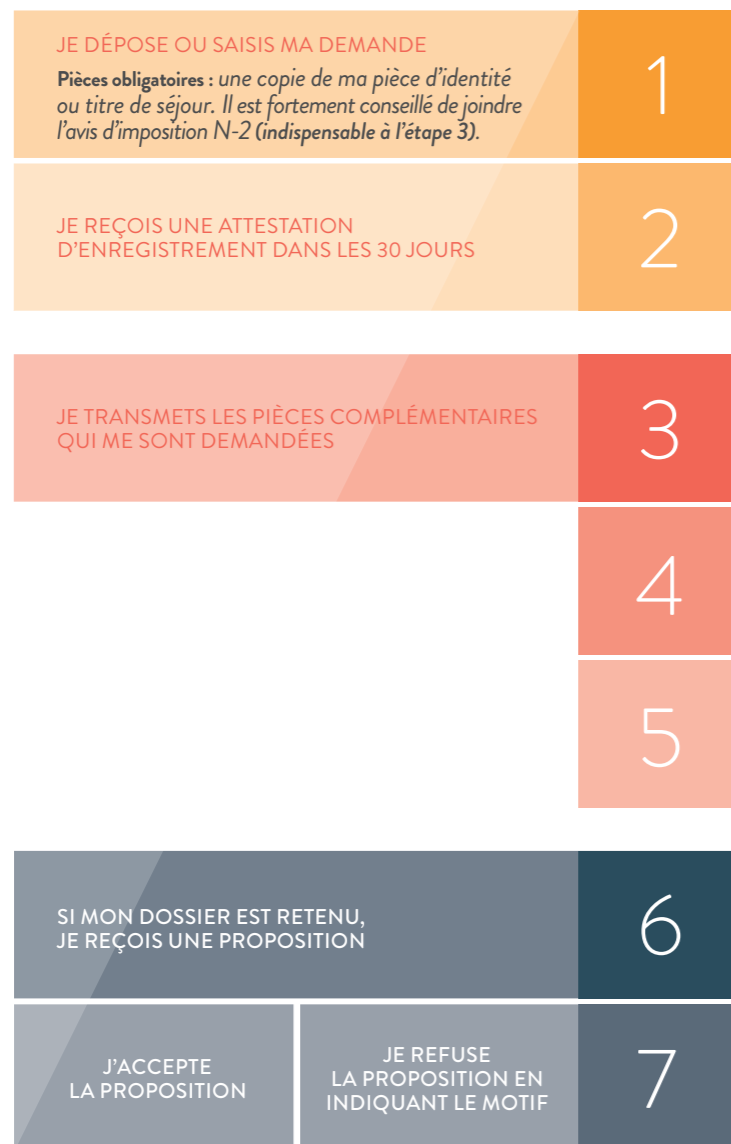 JE DÉPOSE OU SAISIS MA DEMANDE
Pièces obligatoires : une copie de ma pièce d'identité
ou titre de séjour. Il est fortement conseillé de joindre
l'avis d'imposition N-2 (indispensable à l'étape 3).
1
JE REÇOIS UNE ATTESTATION
D'ENREGISTREMENT DANS LES 30 JOURS
2
JE TRANSMETS LES PIÈCES COMPLÉMENTAIRES
QUI ME SONT DEMANDÉES
3
4
5
SI MON DOSSIER EST RETENU,
JE REÇOIS UNE PROPOSITION
6
J'ACCEPTE
LA PROPOSITION
JE REFUSE
LA PROPOSITION EN
INDIQUANT LE MOTIF
7